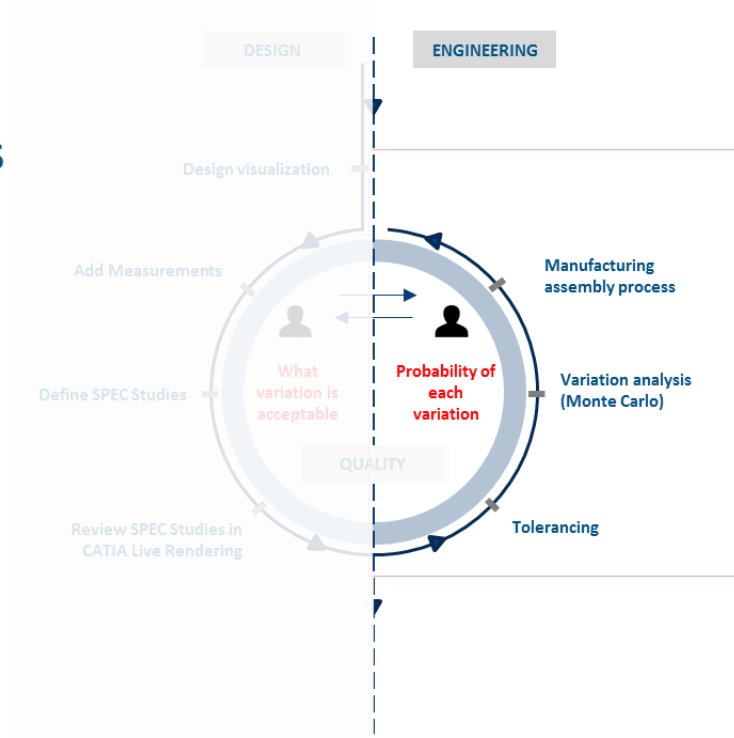 DESIGN
ENGINEERING
S
Design visualization
Add Measurements
Manufacturing
assembly process
What
variation is
acceptable
Probability of
each
variation
Define SPEC Studies
Variation analysis
(Monte Carlo)
QUALITY
Review SPEC Studies in
CATIA Live Rendering
Tolerancing